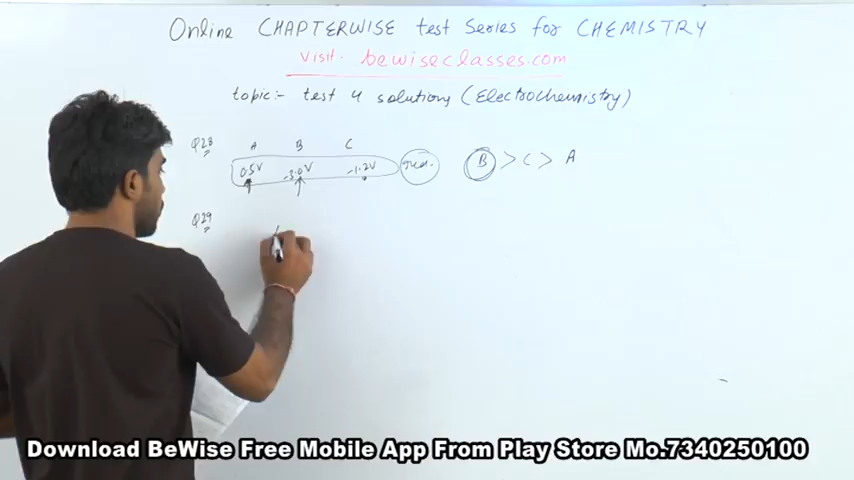 Online CHAPTERWISE test Series for CHEMISTRY
visit. bewiseclasses.com
topic:- test 4 solutions (Electrochemistry)
Q28 A B C
0.5V -3.0V -1.2V B > C > A
Q29
Download BeWise Free Mobile App From Play Store Mo.7340250100